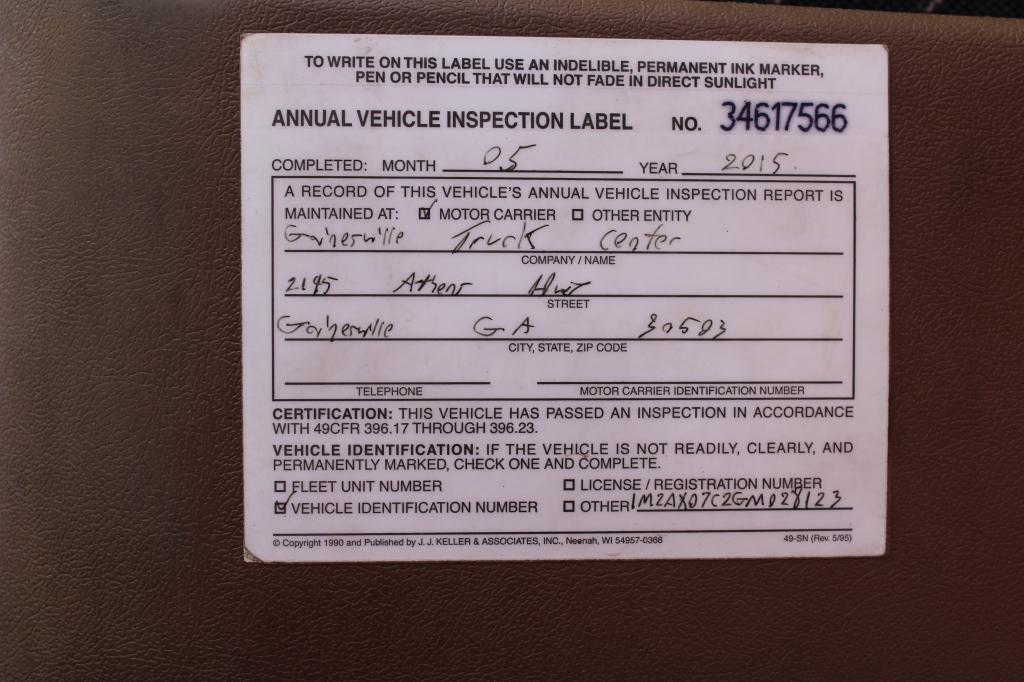 TO WRITE ON THIS LABEL USE AN INDELIBLE, PERMANENT INK MARKER,
PEN OR PENCIL THAT WILL NOT FADE IN DIRECT SUNLIGHT
ANNUAL VEHICLE INSPECTION LABEL NO. 34617566
COMPLETED: MONTH 05 YEAR 2015
A RECORD OF THIS VEHICLE'S ANNUAL VEHICLE INSPECTION REPORT IS
MAINTAINED AT: MOTOR CARRIER OTHER ENTITY
Gainesville Truck Center
COMPANY / NAME
Athens
STREET
Gainesville GA 30503
CITY, STATE, ZIP CODE
TELEPHONE MOTOR CARRIER IDENTIFICATION NUMBER
CERTIFICATION: THIS VEHICLE HAS PASSED AN INSPECTION IN ACCORDANCE
WITH 49CFR 396.17 THROUGH 396.23.
VEHICLE IDENTIFICATION: IF THE VEHICLE IS NOT READILY, CLEARLY, AND
PERMANENTLY MARKED, CHECK ONE AND COMPLETE.
FLEET UNIT NUMBER LICENSE / REGISTRATION NUMBER
VEHICLE IDENTIFICATION NUMBER OTHER 1M2AX07C2GM028123
© Copyright 1990 and Published by J. J. KELLER & ASSOCIATES, INC., Neenah, WI 54957-0368 49-SN (Rev. 5/95)